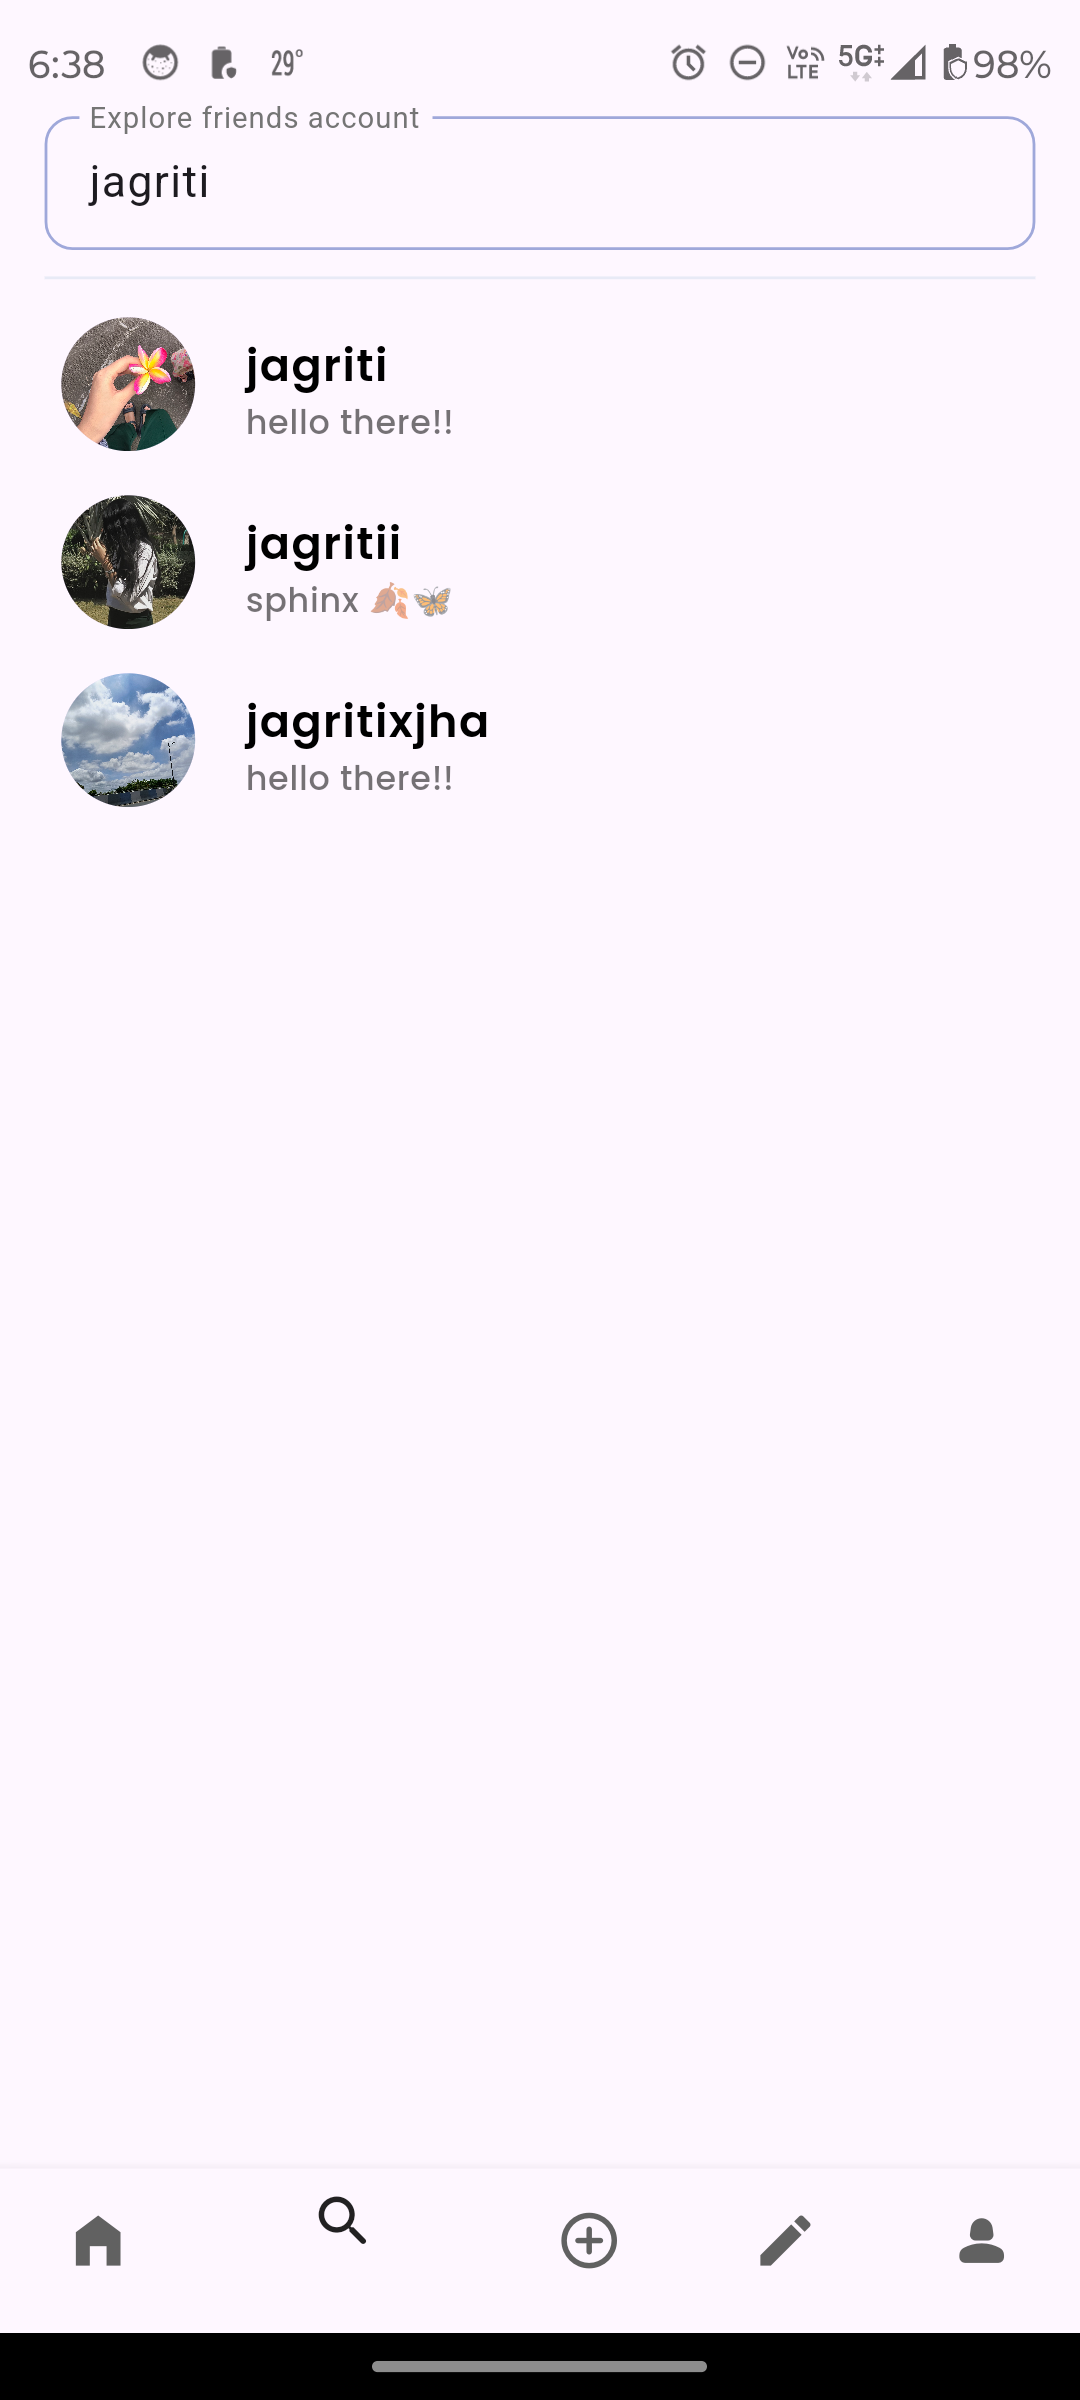 6:38 29° Vo LTE 5G 98%
Explore friends account
jagriti
jagriti
hello there!!
jagritii
sphinx 🍂🦋
jagritixjha
hello there!!